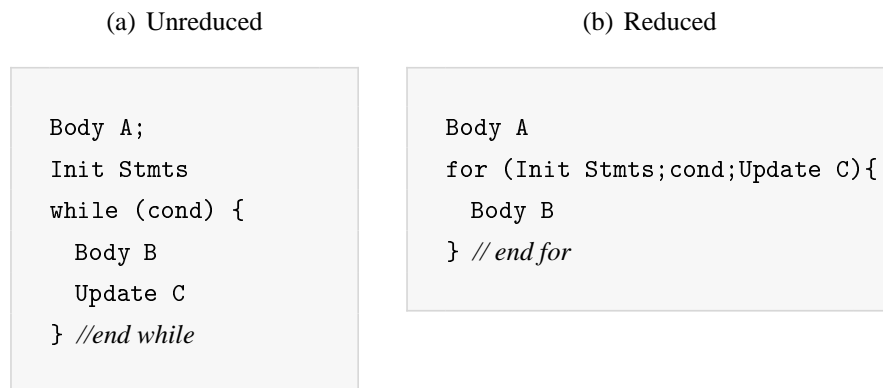 (a) Unreduced
Body A;
Init Stmts
while (cond) {
Body B
Update C
} //end while
(b) Reduced
Body A
for (Init Stmts;cond;Update C){
Body B
} // end for